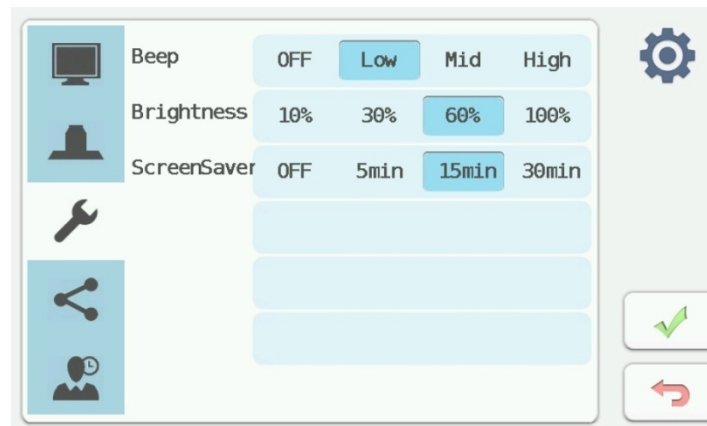 Beep OFF Low Mid High
Brightness 10% 30% 60% 100%
ScreenSaver OFF 5min 15min 30min